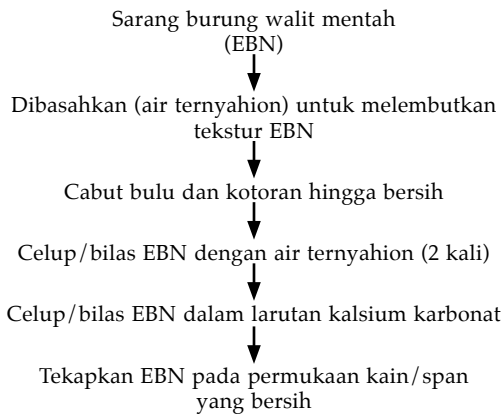 Sarang burung walit mentah
(EBN)
Dibasahkan (air ternyahion) untuk melembutkan
tekstur EBN
Cabut bulu dan kotoran hingga bersih
Celup/bilas EBN dengan air ternyahion (2 kali)
Celup/bilas EBN dalam larutan kalsium karbonat
Tekapkan EBN pada permukaan kain/span
yang bersih